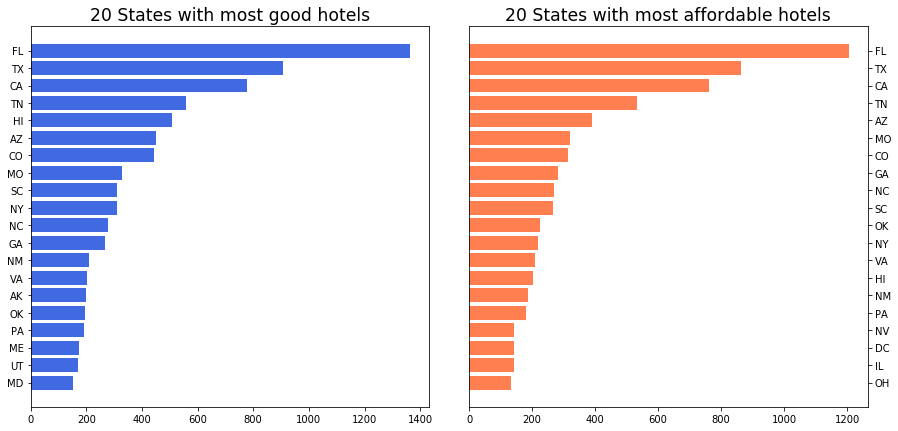 20 States with most good hotels
FL
TX
CA
TN
HI
AZ
CO
MO
SC
NY
NC
GA
NM
VA
AK
OK
PA
ME
UT
MD
0 200 400 600 800 1000 1200 1400
20 States with most affordable hotels
FL
TX
CA
TN
AZ
MO
CO
GA
NC
SC
OK
NY
VA
HI
NM
PA
NV
DC
IL
OH
0 200 400 600 800 1000 1200